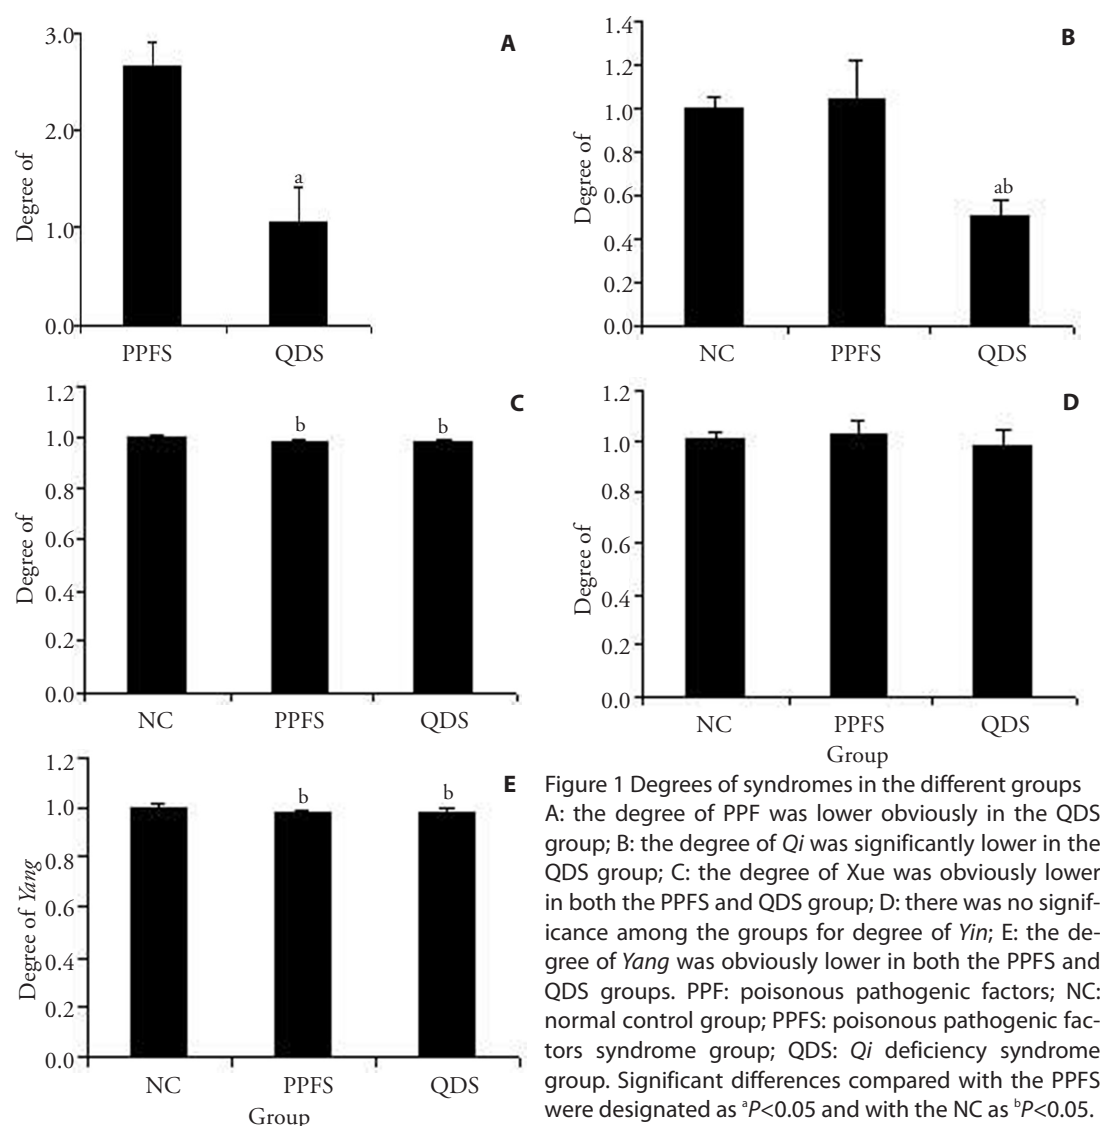 A
3.0
2.0
1.0
0.0
Degree of
a
PPFS QDS
B
1.4
1.2
1.0
0.8
0.6
0.4
0.2
0.0
Degree of
ab
NC PPFS QDS
C
1.2
1.0
0.8
0.6
0.4
0.2
0.0
Degree of
b b
NC PPFS QDS
D
1.2
1.0
0.8
0.6
0.4
0.2
0.0
Degree of
NC PPFS QDS
Group
E
1.2
1.0
0.8
0.6
0.4
0.2
0.0
Degree of Yang
b b
NC PPFS QDS
Group
Figure 1 Degrees of syndromes in the different groups
A: the degree of PPF was lower obviously in the QDS
group; B: the degree of Qi was significantly lower in the
QDS group; C: the degree of Xue was obviously lower
in both the PPFS and QDS group; D: there was no signif-
icance among the groups for degree of Yin; E: the de-
gree of Yang was obviously lower in both the PPFS and
QDS groups. PPF: poisonous pathogenic factors; NC:
normal control group; PPFS: poisonous pathogenic fac-
tors syndrome group; QDS: Qi deficiency syndrome
group. Significant differences compared with the PPFS
were designated as ᵃP<0.05 and with the NC as ᵇP<0.05.